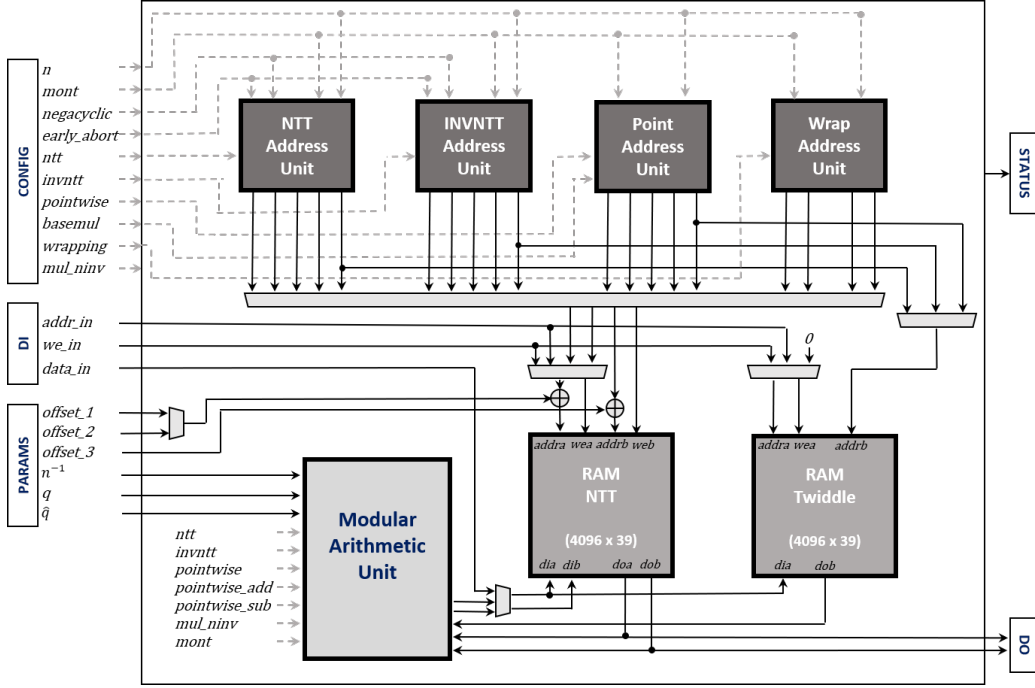 CONFIG
n
mont
negacyclic
early_abort
ntt
invntt
pointwise
basemul
wrapping
mul_ninv
NTT
Address
Unit
INVNTT
Address
Unit
Point
Address
Unit
Wrap
Address
Unit
STATUS
DI
addr_in
we_in
data_in
0
PARAMS
offset_1
offset_2
offset_3
n⁻¹
q
q̂
ntt
invntt
pointwise
pointwise_add
pointwise_sub
mul_ninv
mont
Modular
Arithmetic
Unit
addra wea addrb web
RAM
NTT
(4096 x 39)
dia dib doa dob
addra wea addrb
RAM
Twiddle
(4096 x 39)
dia dob
DO